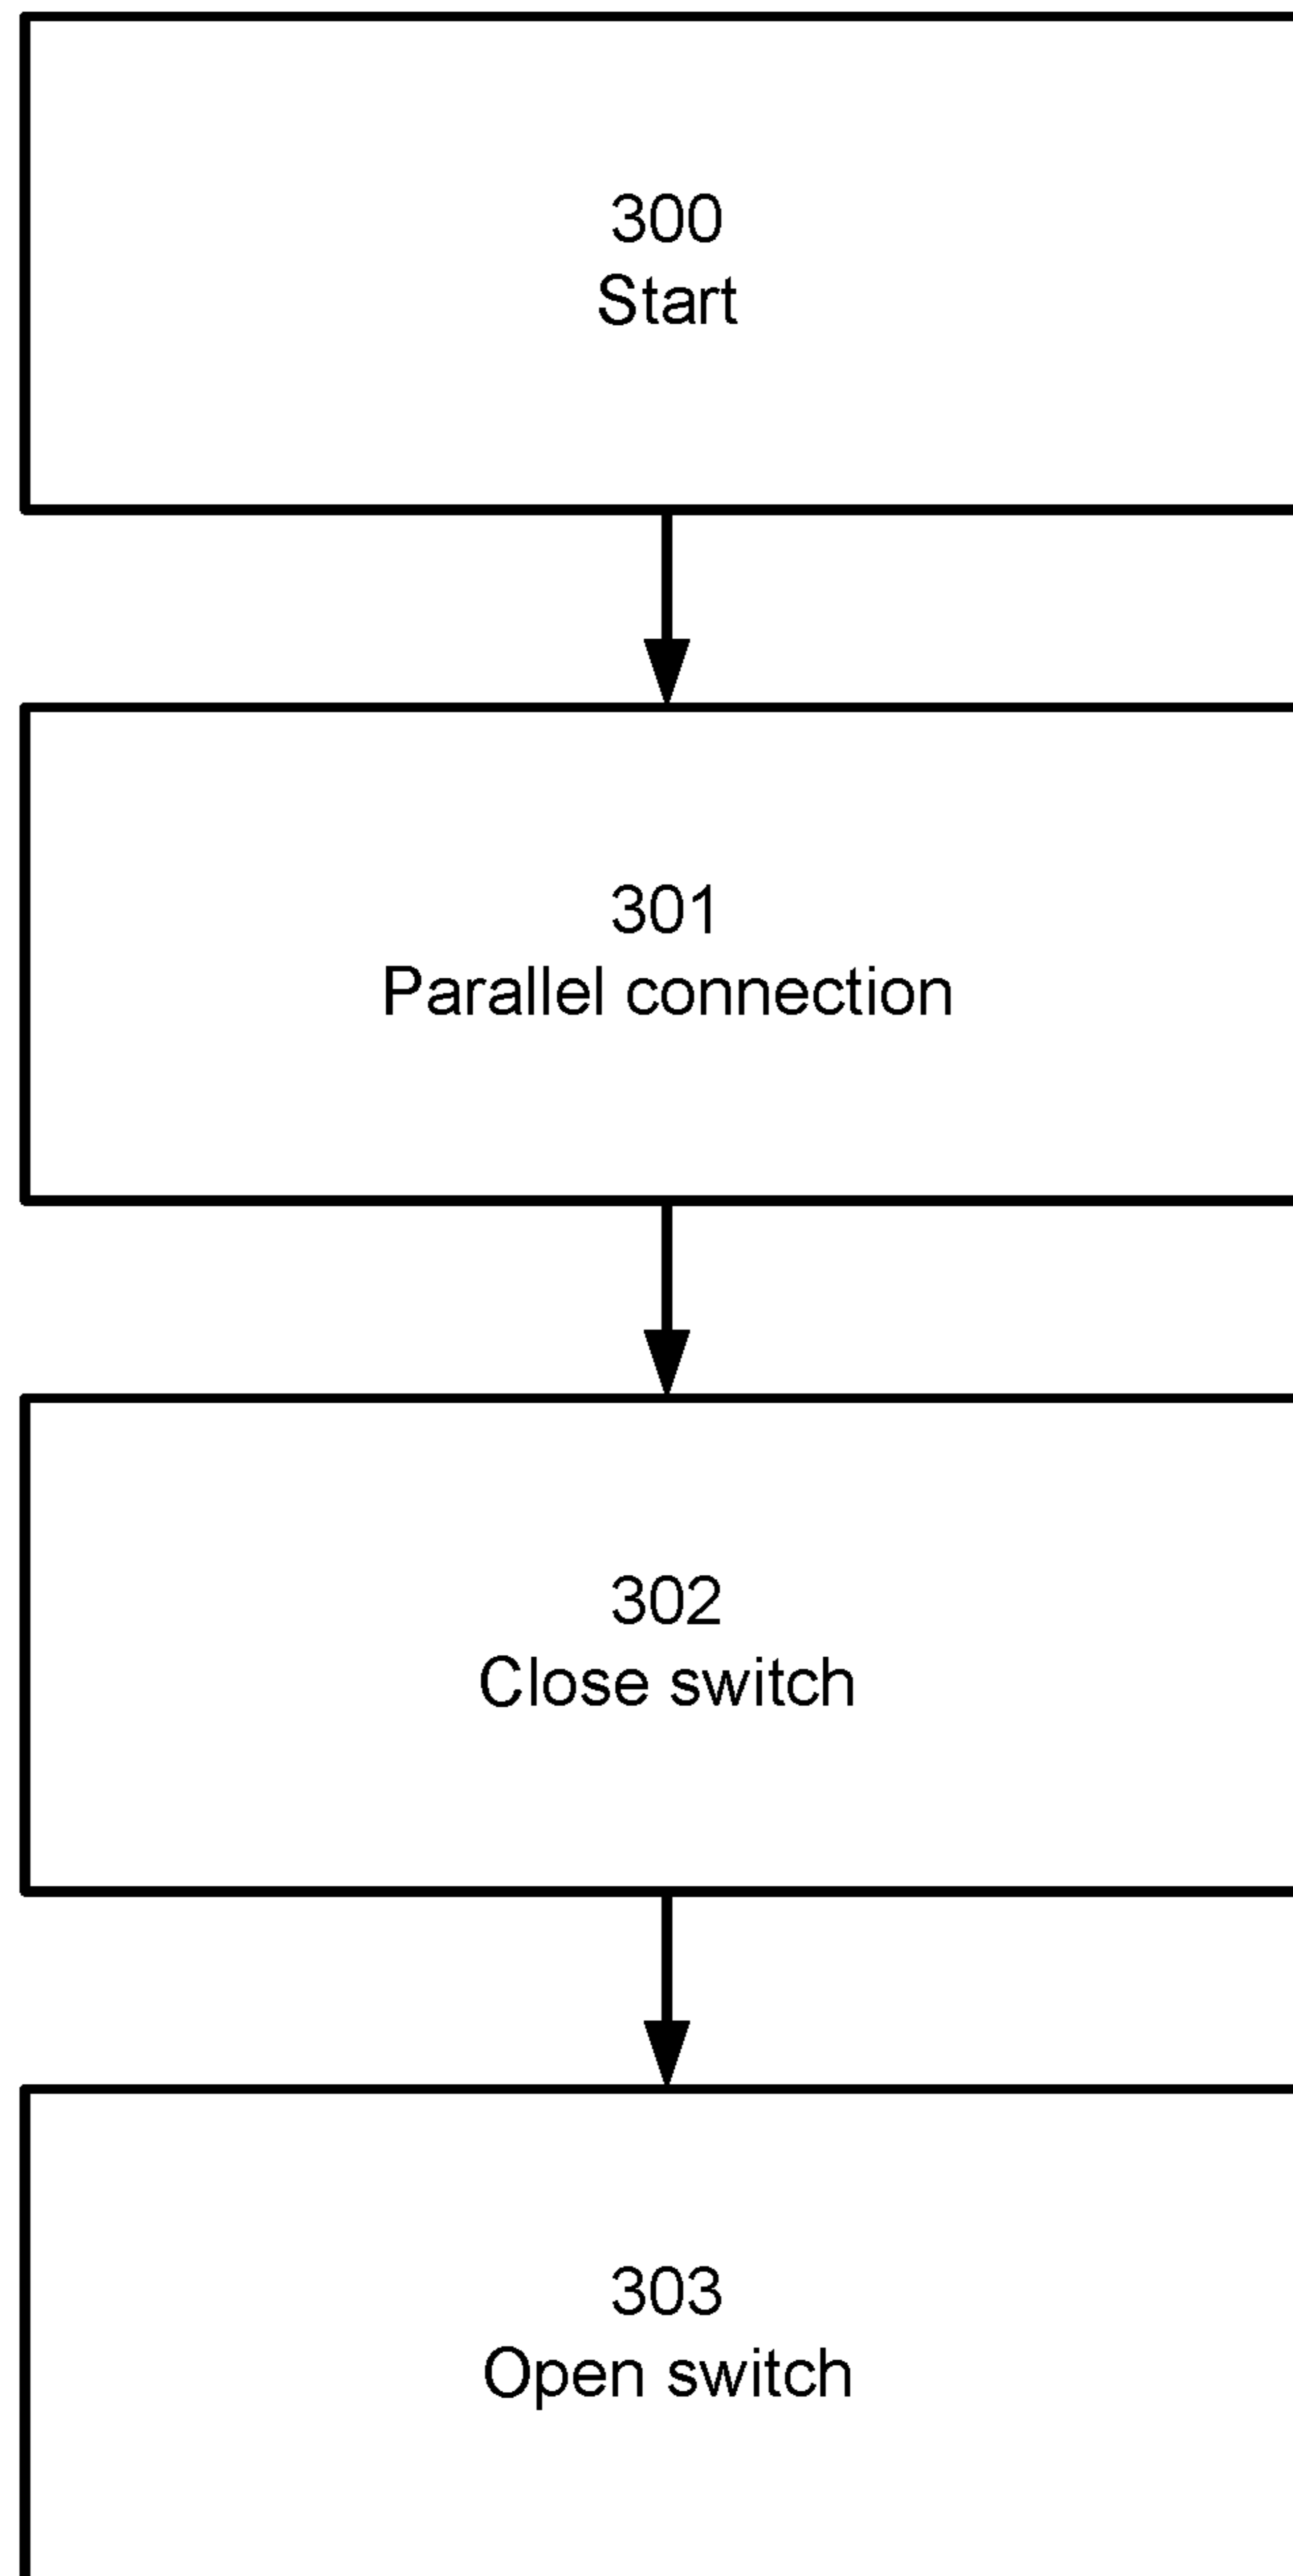 300
Start
301
Parallel connection
302
Close switch
303
Open switch